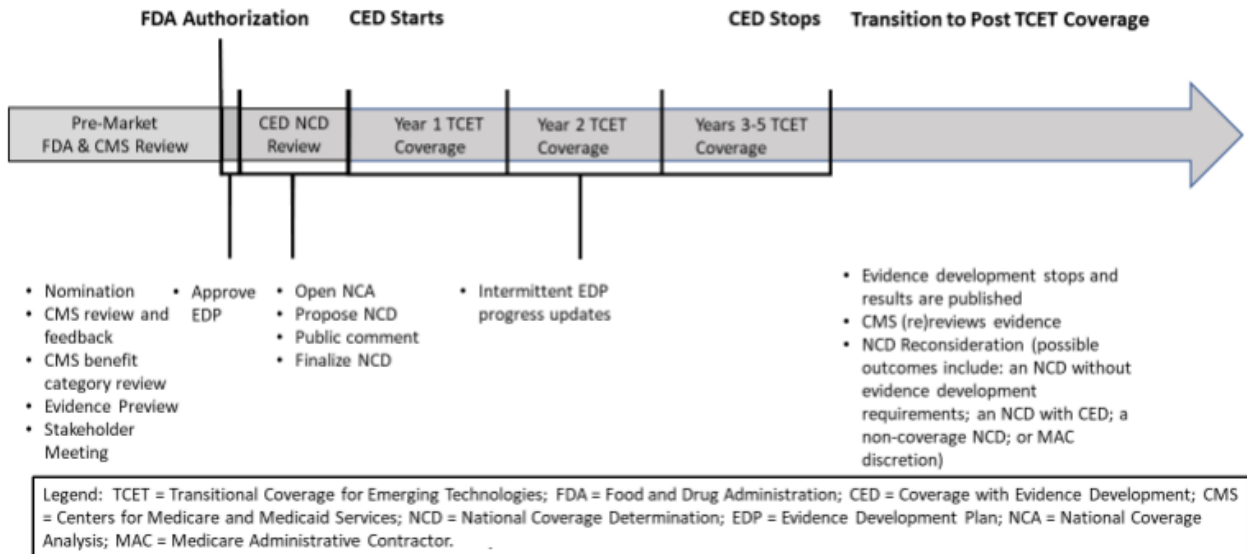 FDA Authorization
CED Starts
CED Stops
Transition to Post TCET Coverage
Pre-Market
FDA & CMS Review
CED NCD
Review
Year 1 TCET
Coverage
Year 2 TCET
Coverage
Years 3-5 TCET
Coverage
• Nomination
• CMS review and
feedback
• CMS benefit
category review
• Evidence Preview
• Stakeholder
Meeting
• Approve
EDP
• Open NCA
• Propose NCD
• Public comment
• Finalize NCD
• Intermittent EDP
progress updates
• Evidence development stops and
results are published
• CMS (re)reviews evidence
• NCD Reconsideration (possible
outcomes include: an NCD without
evidence development
requirements; an NCD with CED; a
non-coverage NCD; or MAC
discretion)
Legend: TCET = Transitional Coverage for Emerging Technologies; FDA = Food and Drug Administration; CED = Coverage with Evidence Development; CMS
= Centers for Medicare and Medicaid Services; NCD = National Coverage Determination; EDP = Evidence Development Plan; NCA = National Coverage
Analysis; MAC = Medicare Administrative Contractor.